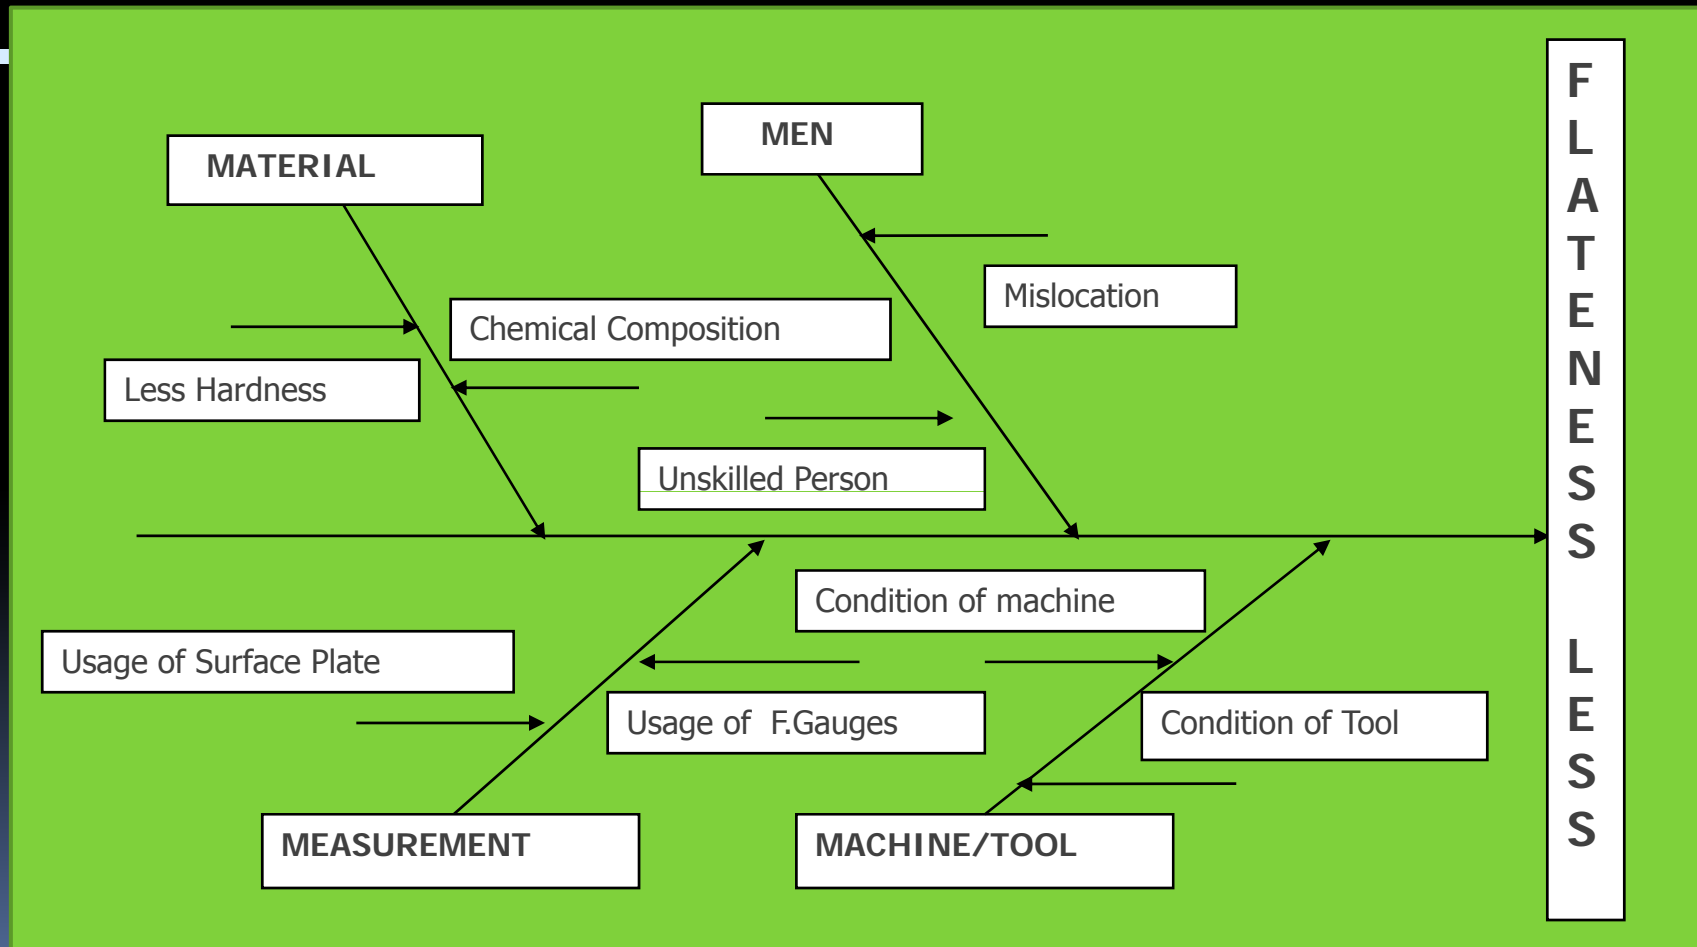 MATERIAL
MEN
Mislocation
Chemical Composition
Less Hardness
Unskilled Person
Condition of machine
Usage of Surface Plate
Usage of F.Gauges
Condition of Tool
MEASUREMENT
MACHINE/TOOL
F
L
A
T
E
N
E
S
S
L
E
S
S